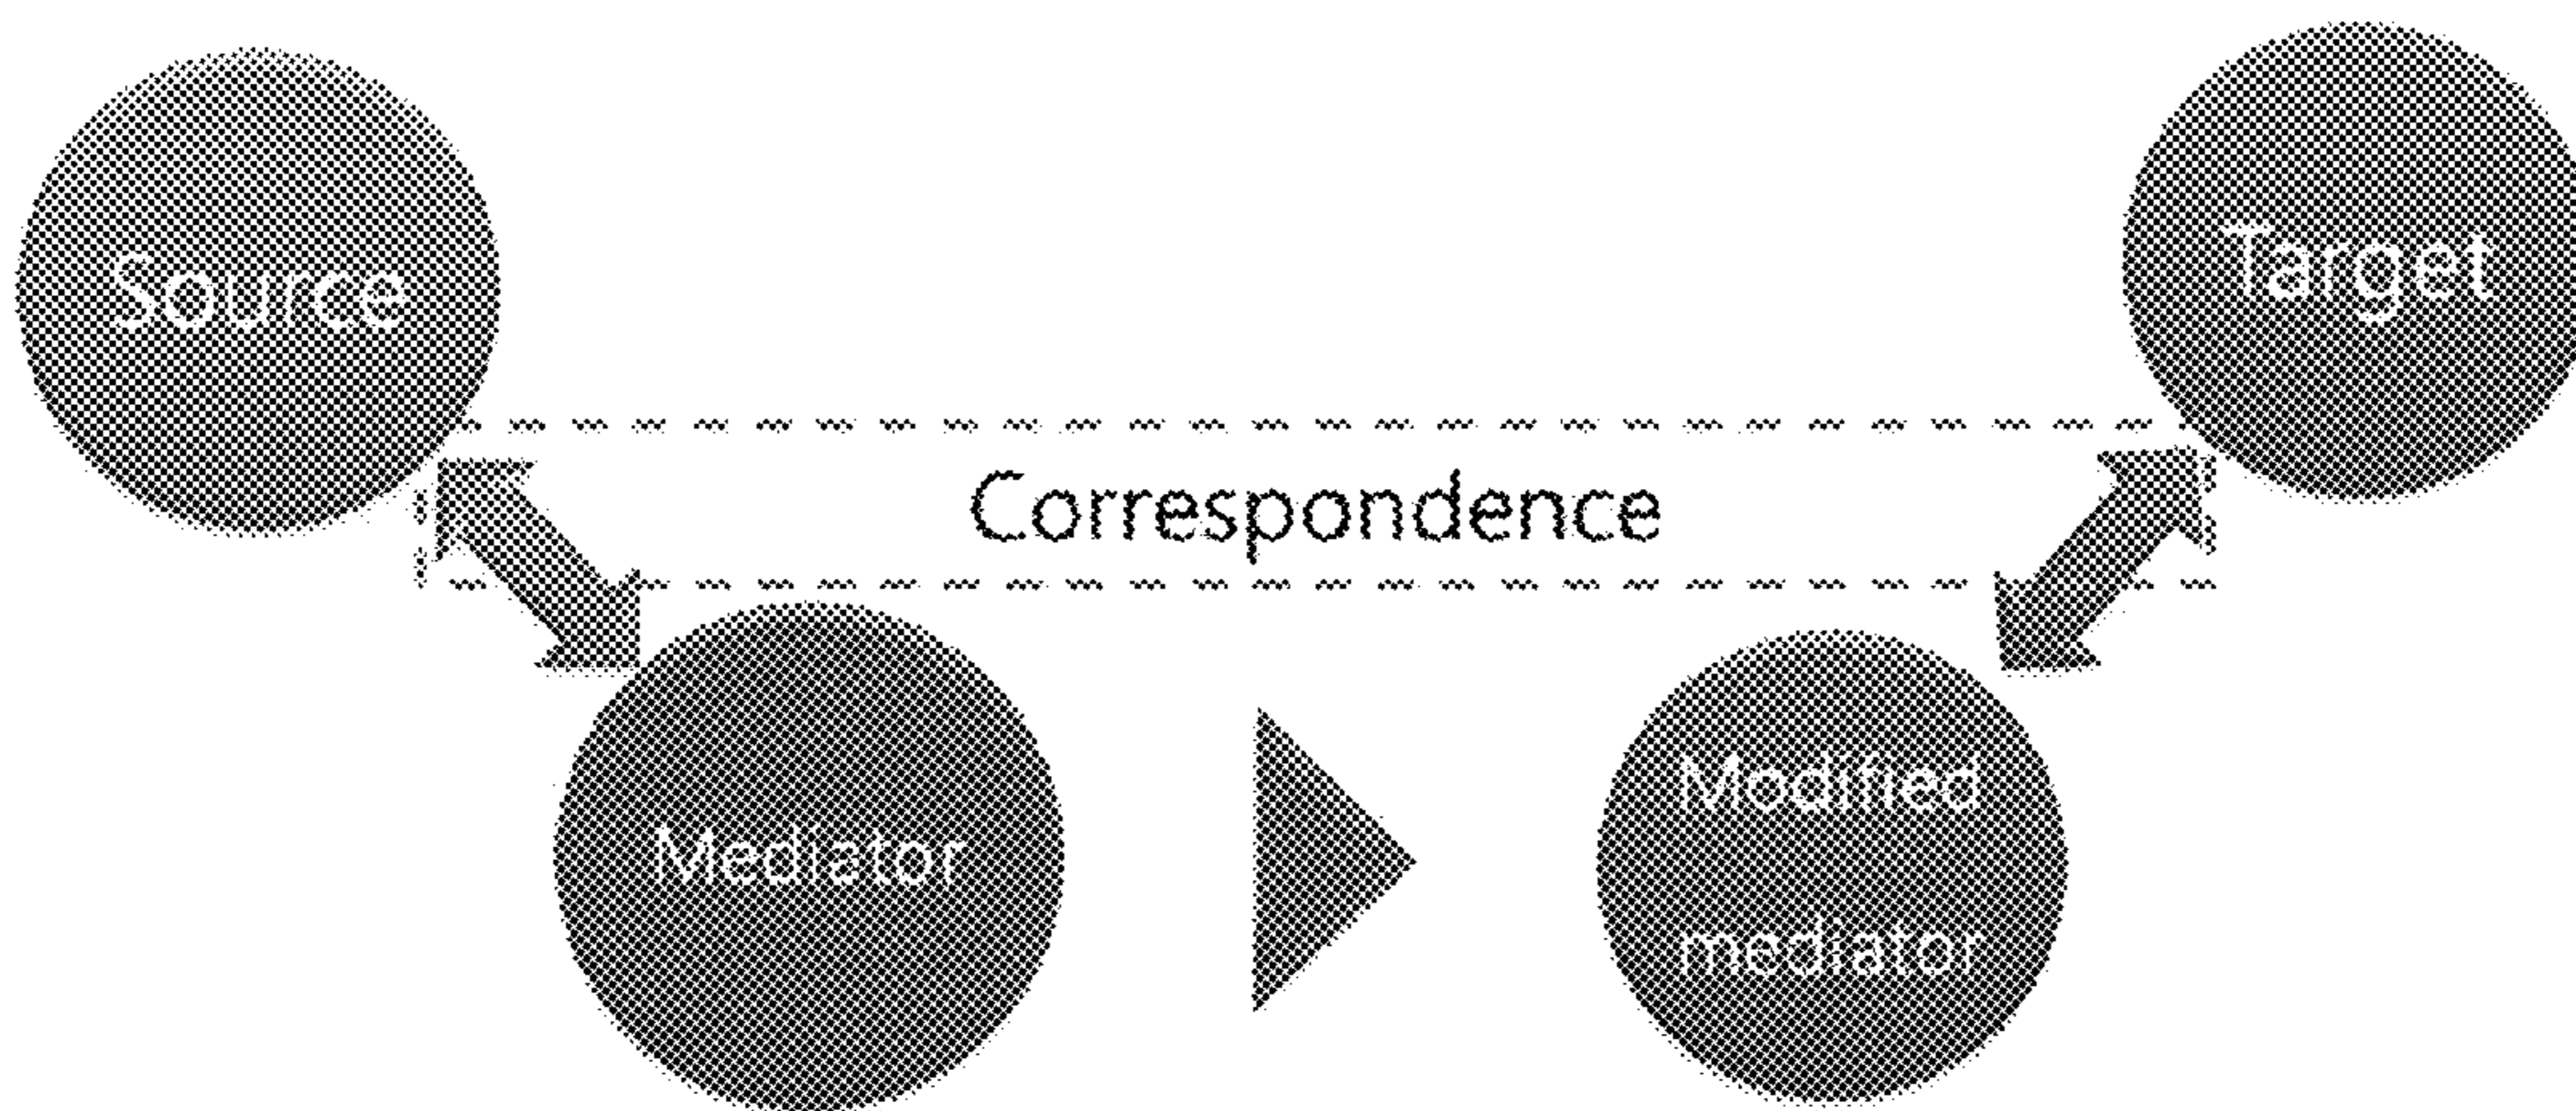 Source
Target
Correspondence
Mediator
Modified
mediator